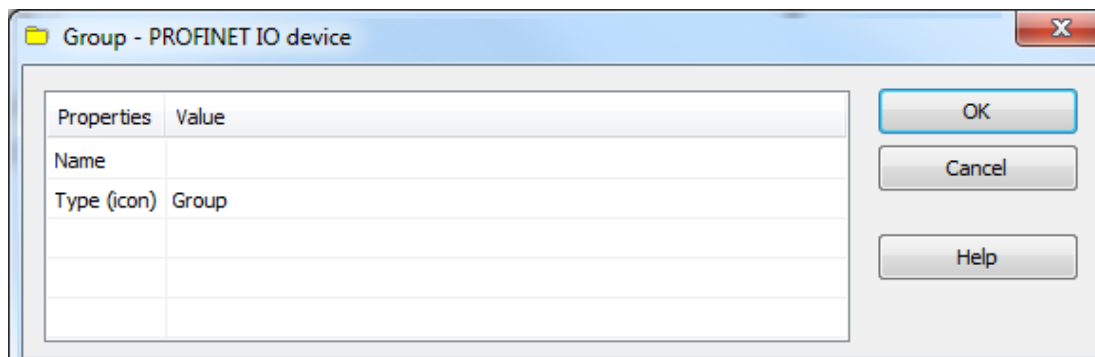 Group - PROFINET IO device
Properties Value
Name
Type (icon) Group
OK
Cancel
Help